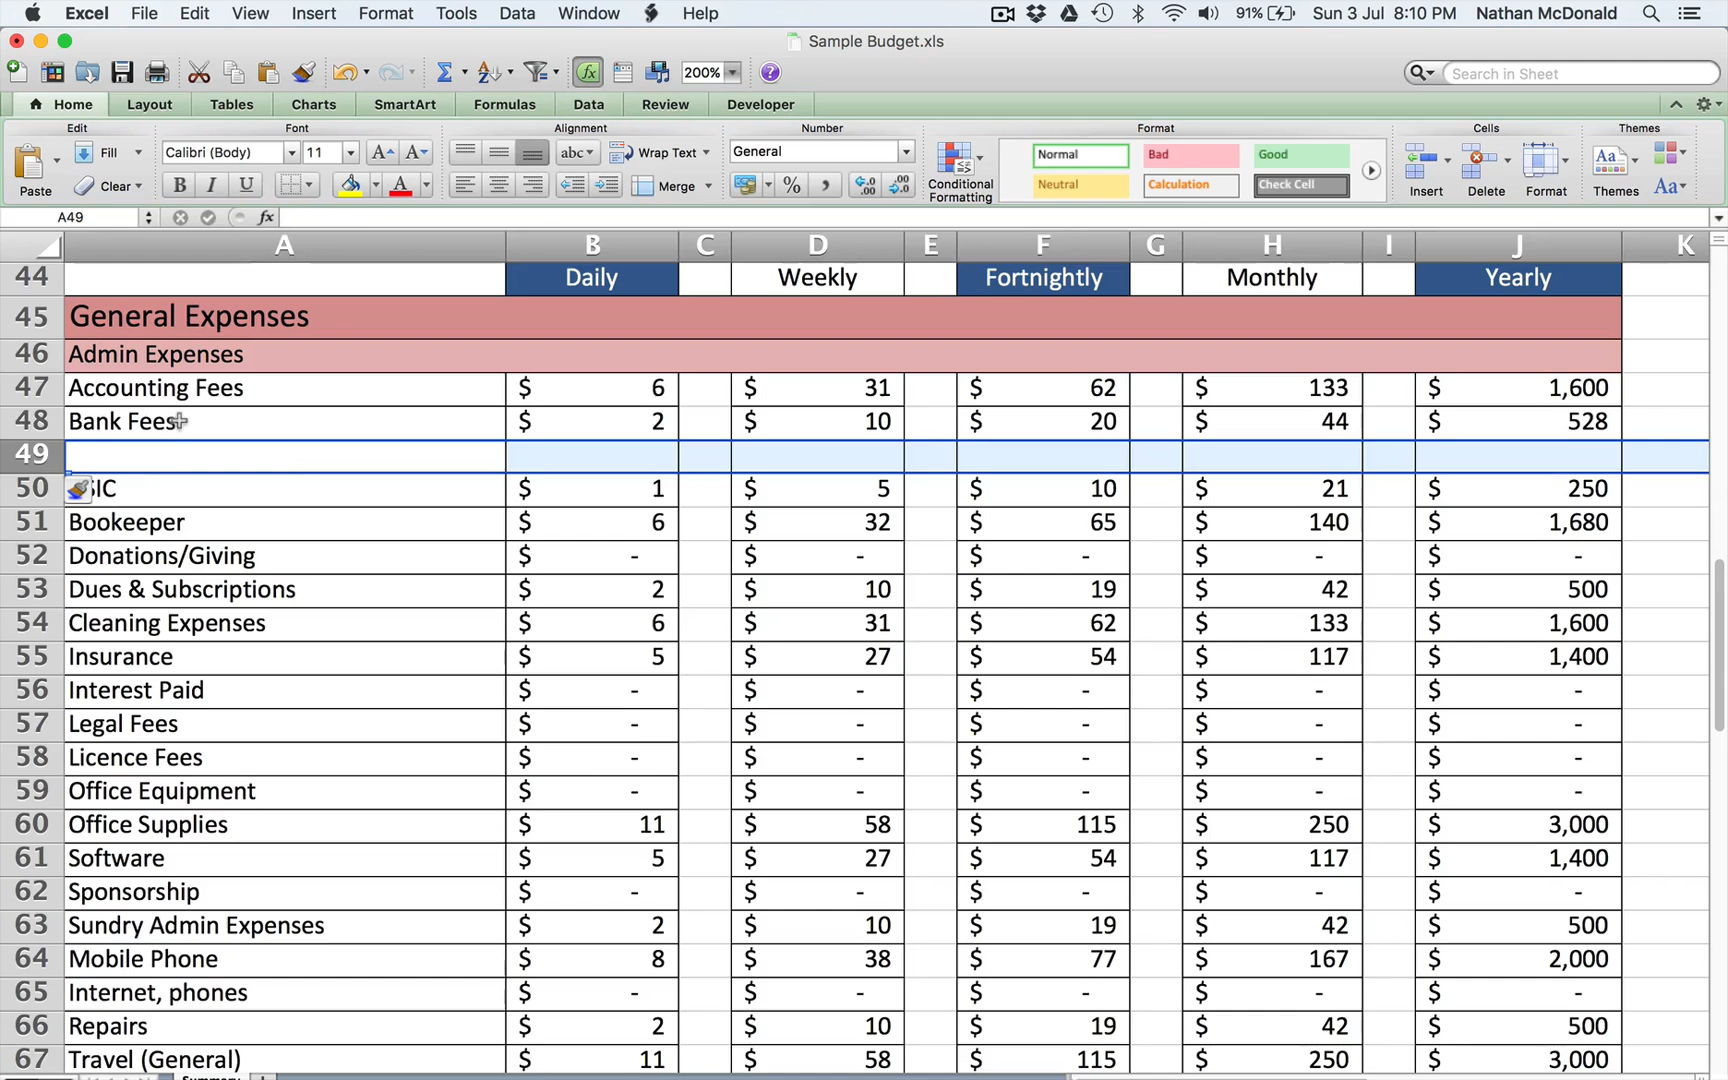 Excel File Edit View Insert Format Tools Data Window Help 91% Sun 3 Jul 8:10 PM Nathan McDonald
Sample Budget.xls
200% Search in Sheet
Home Layout Tables Charts SmartArt Formulas Data Review Developer
Edit Font Alignment Number Format Cells Themes
Fill Calibri (Body) 11 A A abc Wrap Text General Normal Bad Good
Paste Clear B I U A Merge % , .0 .00 .00 .0 Conditional Formatting Neutral Calculation Check Cell Insert Delete Format Themes Aa
A49 fx
A B C D E F G H I J K
44 Daily Weekly Fortnightly Monthly Yearly
45 General Expenses
46 Admin Expenses
47 Accounting Fees $ 6 $ 31 $ 62 $ 133 $ 1,600
48 Bank Fees $ 2 $ 10 $ 20 $ 44 $ 528
49
50 SIC $ 1 $ 5 $ 10 $ 21 $ 250
51 Bookeeper $ 6 $ 32 $ 65 $ 140 $ 1,680
52 Donations/Giving $ - $ - $ - $ - $ -
53 Dues & Subscriptions $ 2 $ 10 $ 19 $ 42 $ 500
54 Cleaning Expenses $ 6 $ 31 $ 62 $ 133 $ 1,600
55 Insurance $ 5 $ 27 $ 54 $ 117 $ 1,400
56 Interest Paid $ - $ - $ - $ - $ -
57 Legal Fees $ - $ - $ - $ - $ -
58 Licence Fees $ - $ - $ - $ - $ -
59 Office Equipment $ - $ - $ - $ - $ -
60 Office Supplies $ 11 $ 58 $ 115 $ 250 $ 3,000
61 Software $ 5 $ 27 $ 54 $ 117 $ 1,400
62 Sponsorship $ - $ - $ - $ - $ -
63 Sundry Admin Expenses $ 2 $ 10 $ 19 $ 42 $ 500
64 Mobile Phone $ 8 $ 38 $ 77 $ 167 $ 2,000
65 Internet, phones $ - $ - $ - $ - $ -
66 Repairs $ 2 $ 10 $ 19 $ 42 $ 500
67 Travel (General) $ 11 $ 58 $ 115 $ 250 $ 3,000
Summary